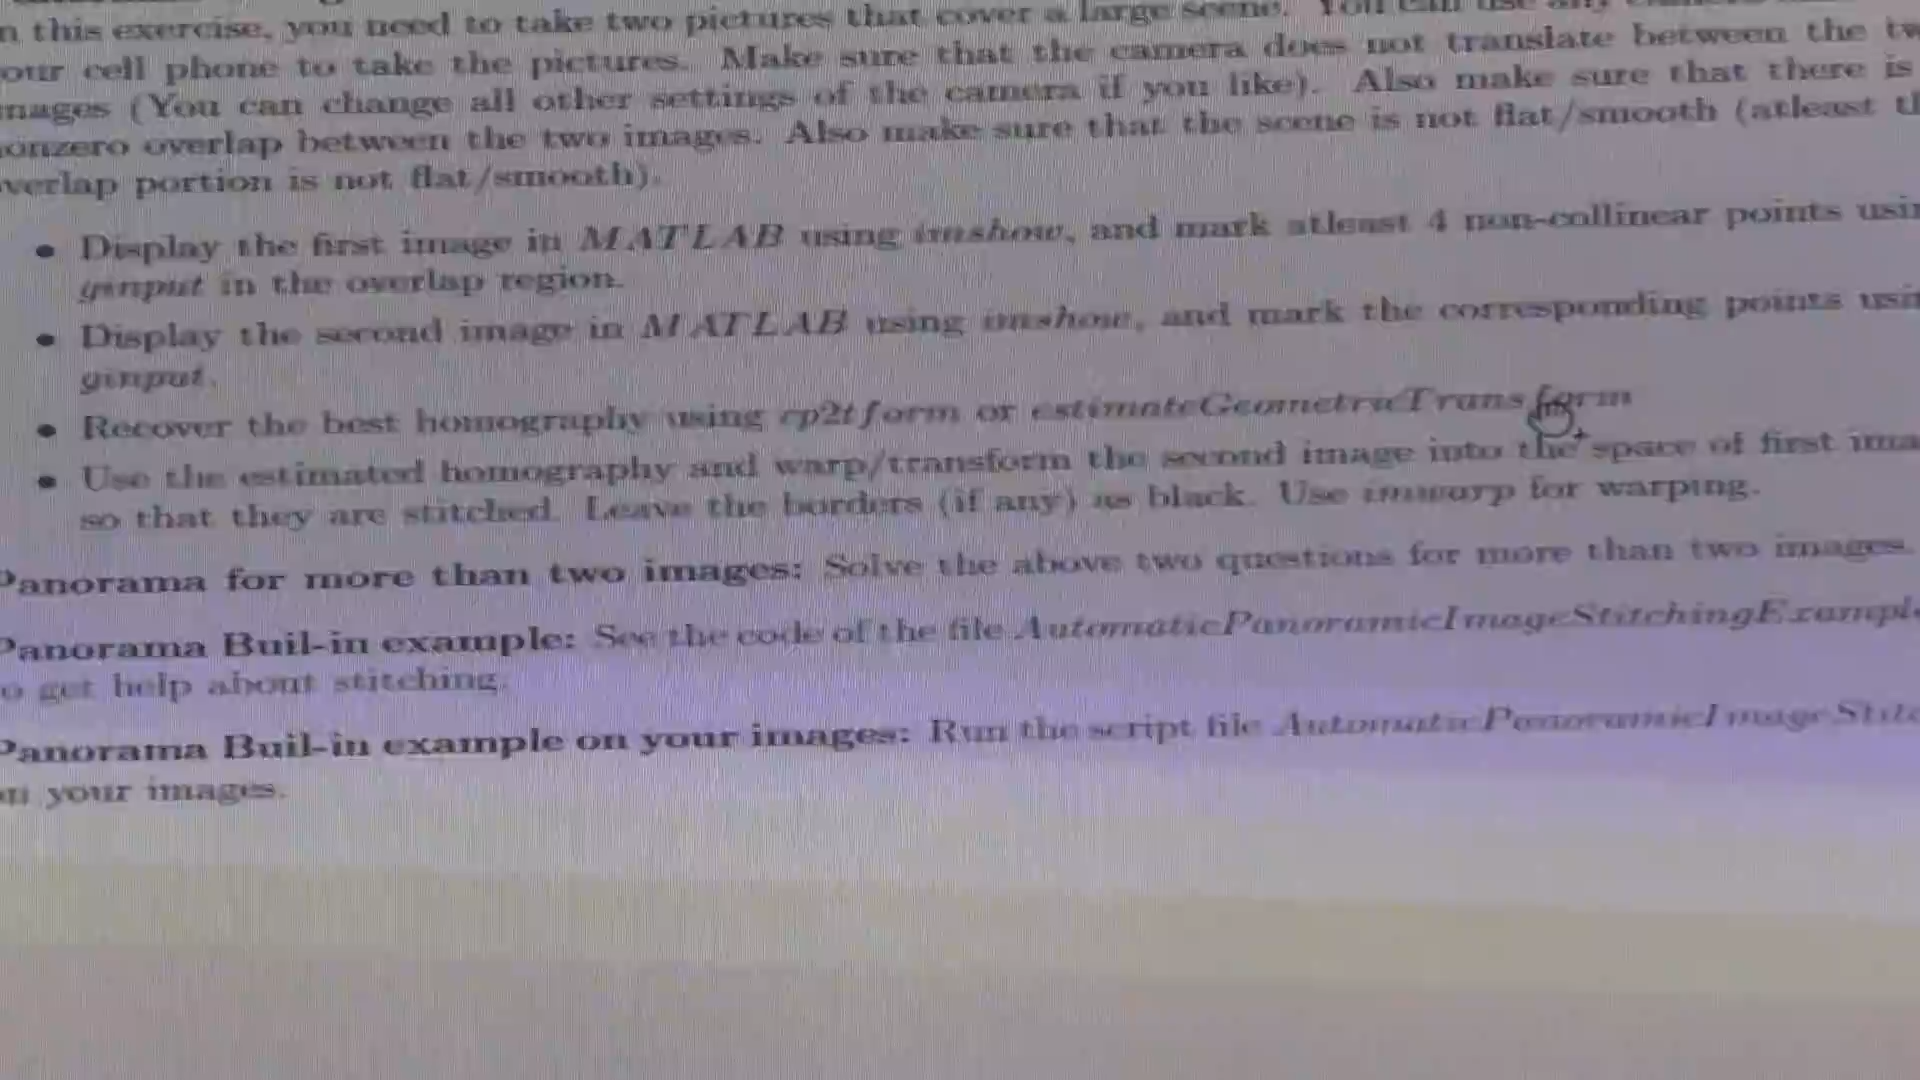 n this exercise, you need to take two pictures that cover a large scene. You can use any
our cell phone to take the pictures. Make sure that the camera does not translate between the tw
mages (You can change all other settings of the camera if you like). Also make sure that there is
onzero overlap between the two images. Also make sure that the scene is not flat/smooth (atleast th
verlap portion is not flat/smooth).
• Display the first image in MATLAB using imshow, and mark atleast 4 non-collinear points usin
ginput in the overlap region.
• Display the second image in MATLAB using imshow, and mark the corresponding points usin
ginput.
• Recover the best homography using cp2tform or estimateGeometricTransform
• Use the estimated homography and warp/transform the second image into the space of first ima
so that they are stitched. Leave the borders (if any) as black. Use imwarp for warping.
Panorama for more than two images: Solve the above two questions for more than two images.
Panorama Buil-in example: See the code of the file AutomaticPanoramicImageStitchingExample
o get help about stitching.
Panorama Buil-in example on your images: Run the script file AutomaticPanoramicImageStitc
on your images.